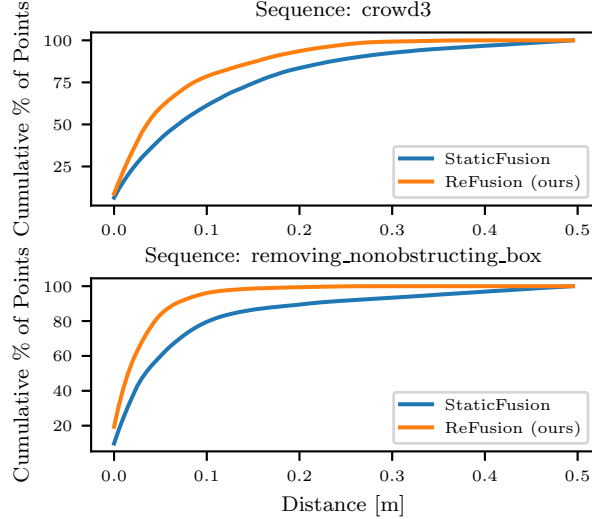 Sequence: crowd3
Cumulative % of Points
100
75
50
25
StaticFusion
ReFusion (ours)
0.0 0.1 0.2 0.3 0.4 0.5
Sequence: removing_nonobstructing_box
Cumulative % of Points
100
80
60
40
20
StaticFusion
ReFusion (ours)
0.0 0.1 0.2 0.3 0.4 0.5
Distance [m]